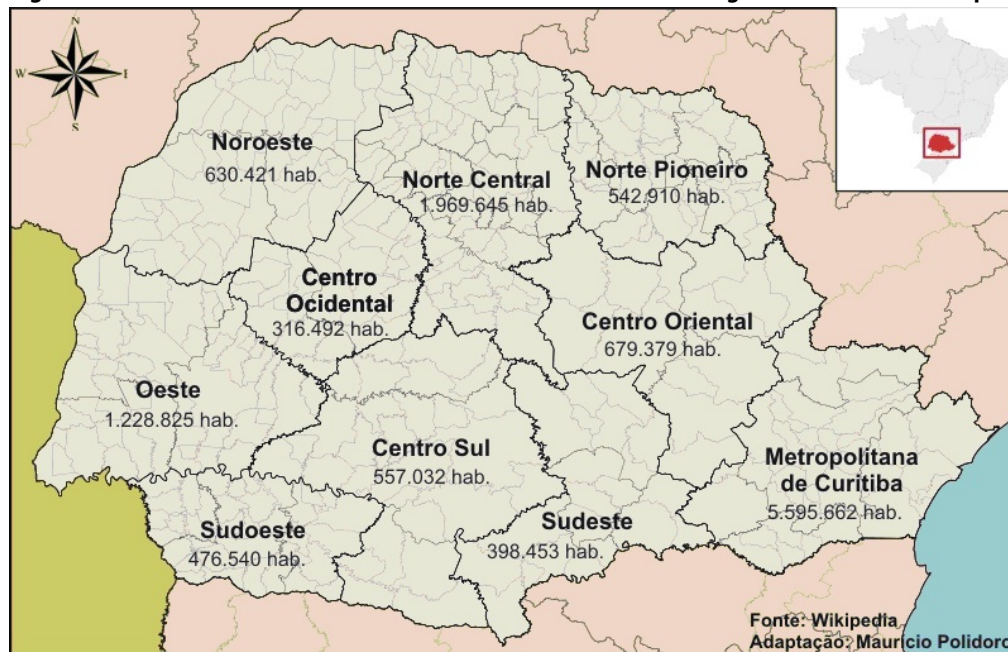 N
W
E
S
Noroeste
630.421 hab.
Norte Central
1.969.645 hab.
Norte Pioneiro
542.910 hab.
Centro
Ocidental
316.492 hab.
Centro Oriental
679.379 hab.
Oeste
1.228.825 hab.
Centro Sul
557.032 hab.
Metropolitana
de Curitiba
5.595.662 hab.
Sudoeste
476.540 hab.
Sudeste
398.453 hab.
Fonte: Wikipedia
Adaptação: Mauricio Polidoro